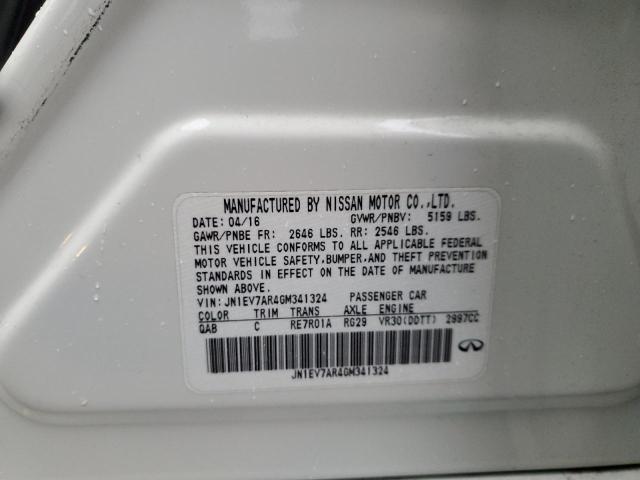 MANUFACTURED BY NISSAN MOTOR CO.,LTD.
DATE: 04/16 GVWR/PNBV: 5159 LBS.
GAWR/PNBE FR: 2646 LBS. RR: 2546 LBS.
THIS VEHICLE CONFORMS TO ALL APPLICABLE FEDERAL
MOTOR VEHICLE SAFETY,BUMPER,AND THEFT PREVENTION
STANDARDS IN EFFECT ON THE DATE OF MANUFACTURE
SHOWN ABOVE.
VIN: JN1EV7AR4GM341324 PASSENGER CAR
COLOR TRIM TRANS AXLE ENGINE
QAB C RE7R01A RG29 VR30(DDTT) 2997CC
JN1EV7AR4GM341324